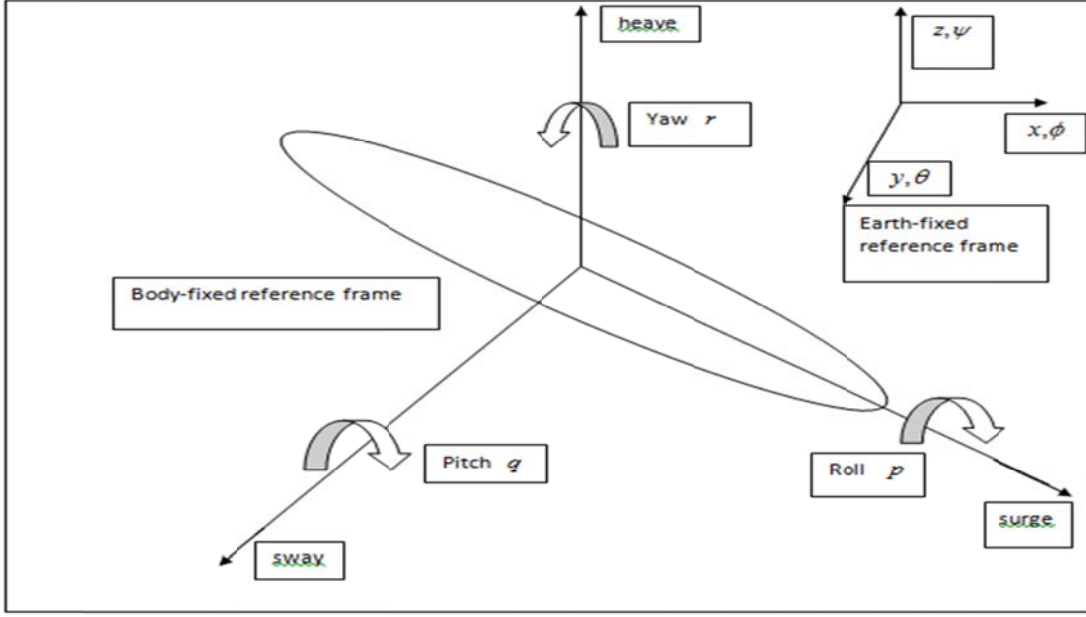 heave
z,ψ
Yaw r
x,ϕ
y,θ
Earth-fixed
reference frame
Body-fixed reference frame
Pitch q
Roll p
surge
sway